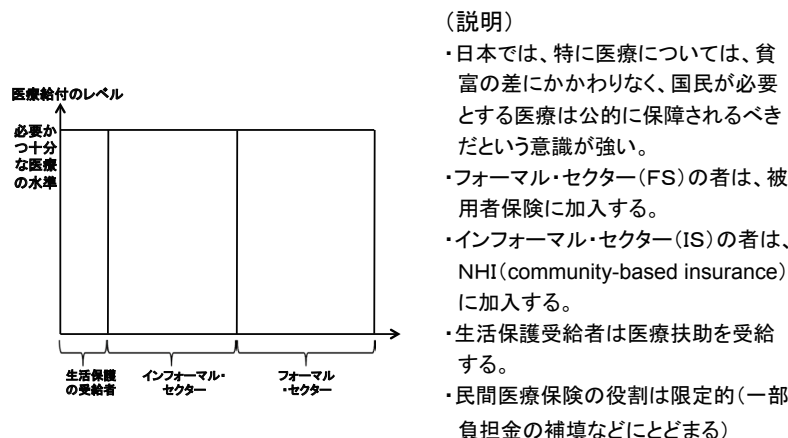 医療給付のレベル
必要か
つ十分
な医療
の水準
生活保護
の受給者
インフォーマル・
セクター
フォーマル
・セクター
(説明)
・日本では、特に医療については、貧
富の差にかかわりなく、国民が必要
とする医療は公的に保障されるべき
だという意識が強い。
・フォーマル・セクター(FS)の者は、被
用者保険に加入する。
・インフォーマル・セクター(IS)の者は、
NHI(community-based insurance)
に加入する。
・生活保護受給者は医療扶助を受給
する。
・民間医療保険の役割は限定的(一部
負担金の補填などにとどまる)